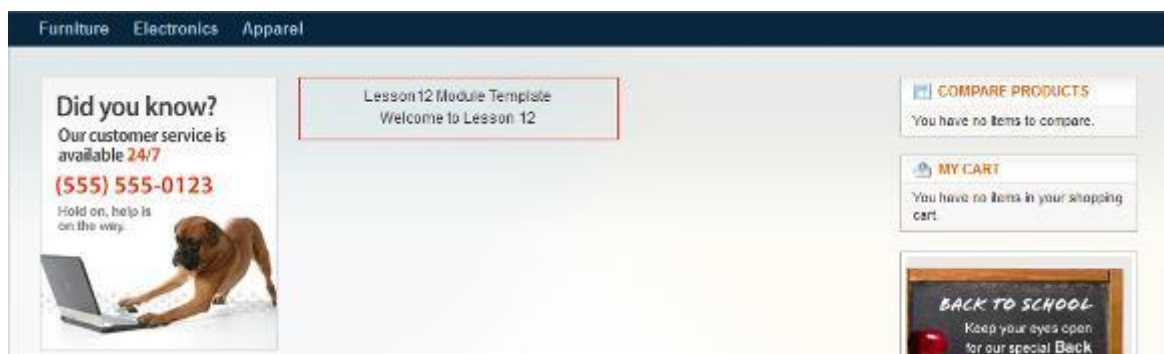 Furniture Electronics Apparel
Did you know?
Our customer service is
available 24/7
(555) 555-0123
Hold on, help is
on the way.
Lesson12 Module Template
Welcome to Lesson 12
COMPARE PRODUCTS
You have no items to compare.
MY CART
You have no items in your shopping
cart.
BACK TO SCHOOL
Keep your eyes open
for our special Back